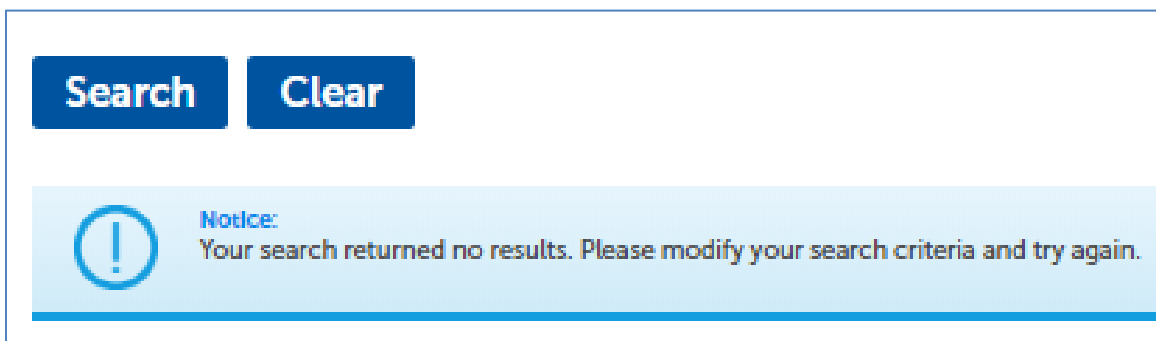 Search Clear
Notice:
Your search returned no results. Please modify your search criteria and try again.